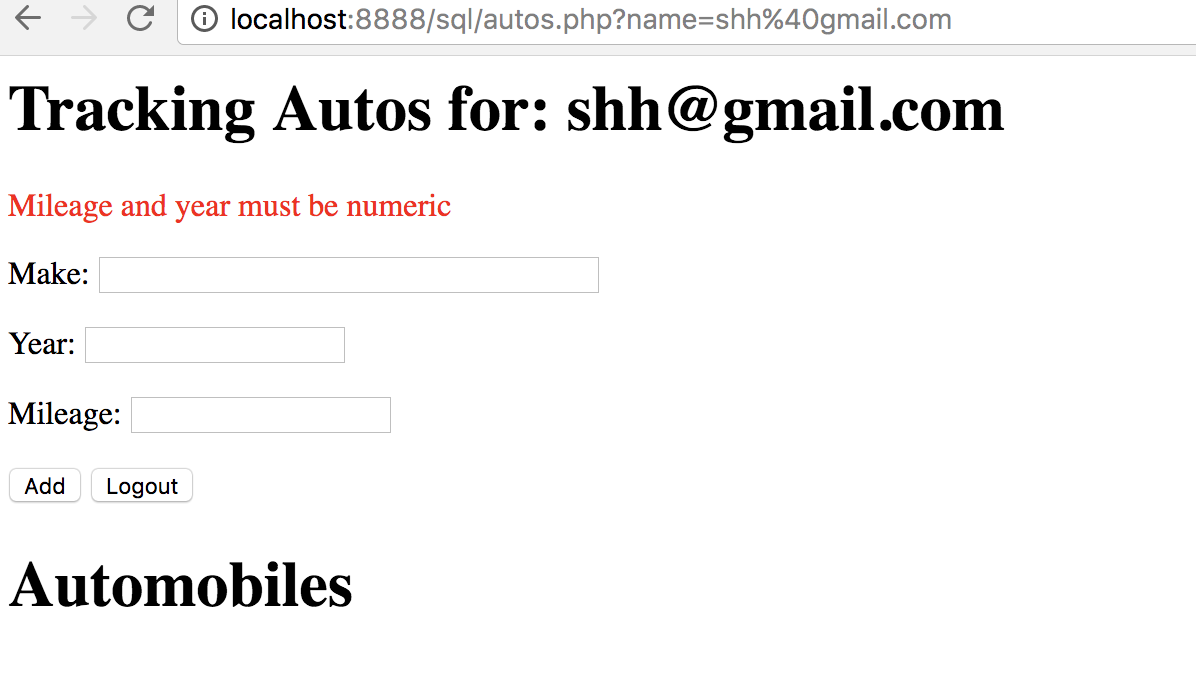 localhost:8888/sql/autos.php?name=shh%40gmail.com
Tracking Autos for: shh@gmail.com
Mileage and year must be numeric
Make:
Year:
Mileage:
Add Logout
Automobiles